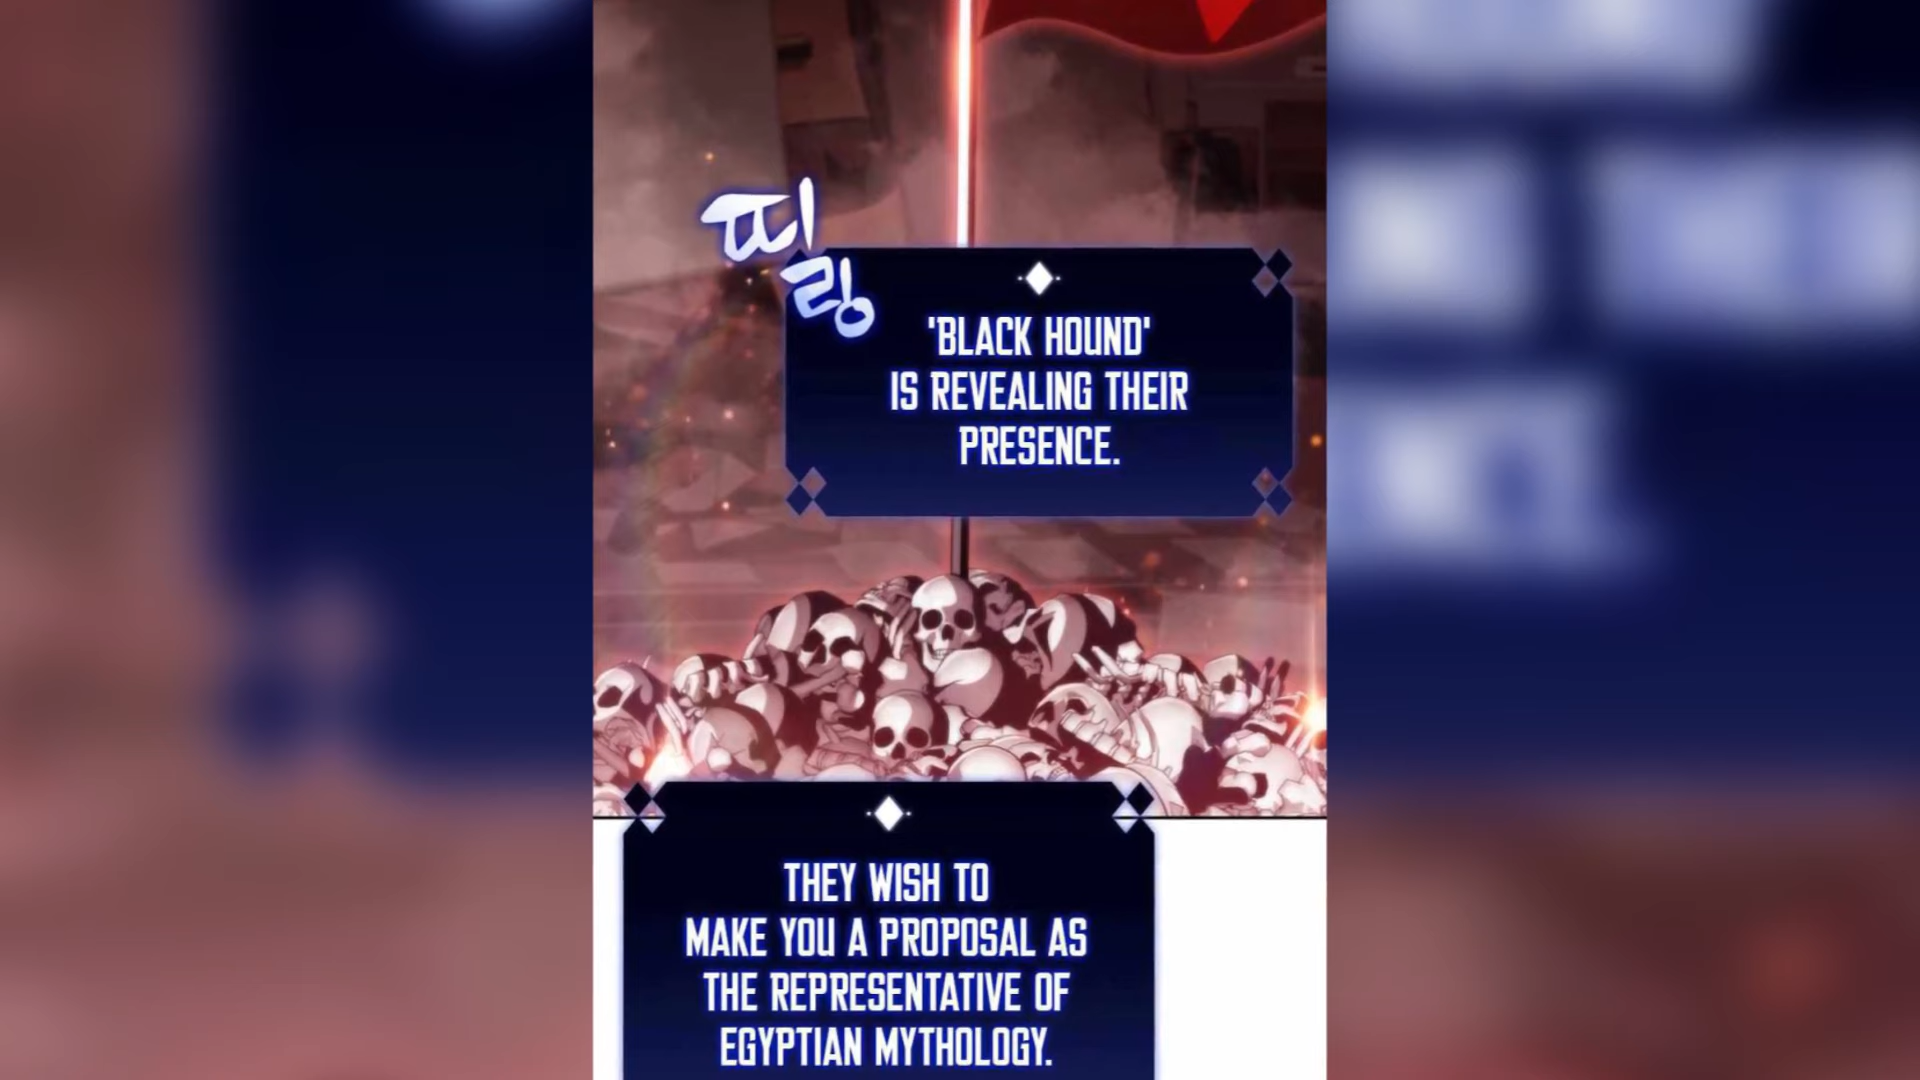 띠
링
'BLACK HOUND'
IS REVEALING THEIR
PRESENCE.
THEY WISH TO
MAKE YOU A PROPOSAL AS
THE REPRESENTATIVE OF
EGYPTIAN MYTHOLOGY.